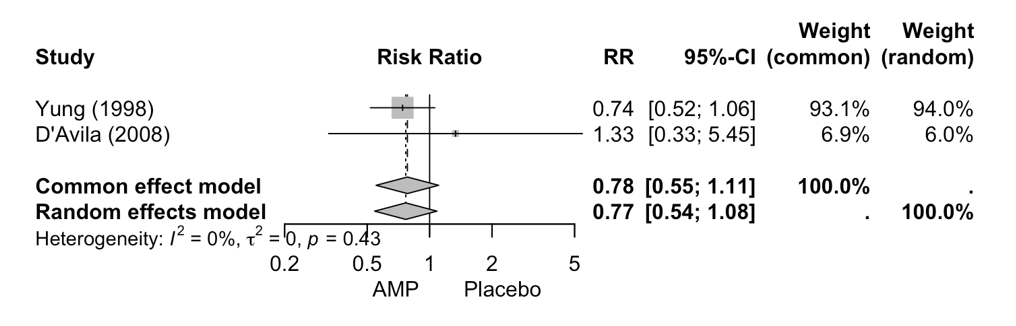 Weight Weight
Study Risk Ratio RR 95%-CI (common) (random)
Yung (1998) 0.74 [0.52; 1.06] 93.1% 94.0%
D'Avila (2008) 1.33 [0.33; 5.45] 6.9% 6.0%
Common effect model 0.78 [0.55; 1.11] 100.0% .
Random effects model 0.77 [0.54; 1.08] . 100.0%
Heterogeneity: I² = 0%, τ² = 0, p = 0.43
0.2 0.5 1 2 5
AMP Placebo